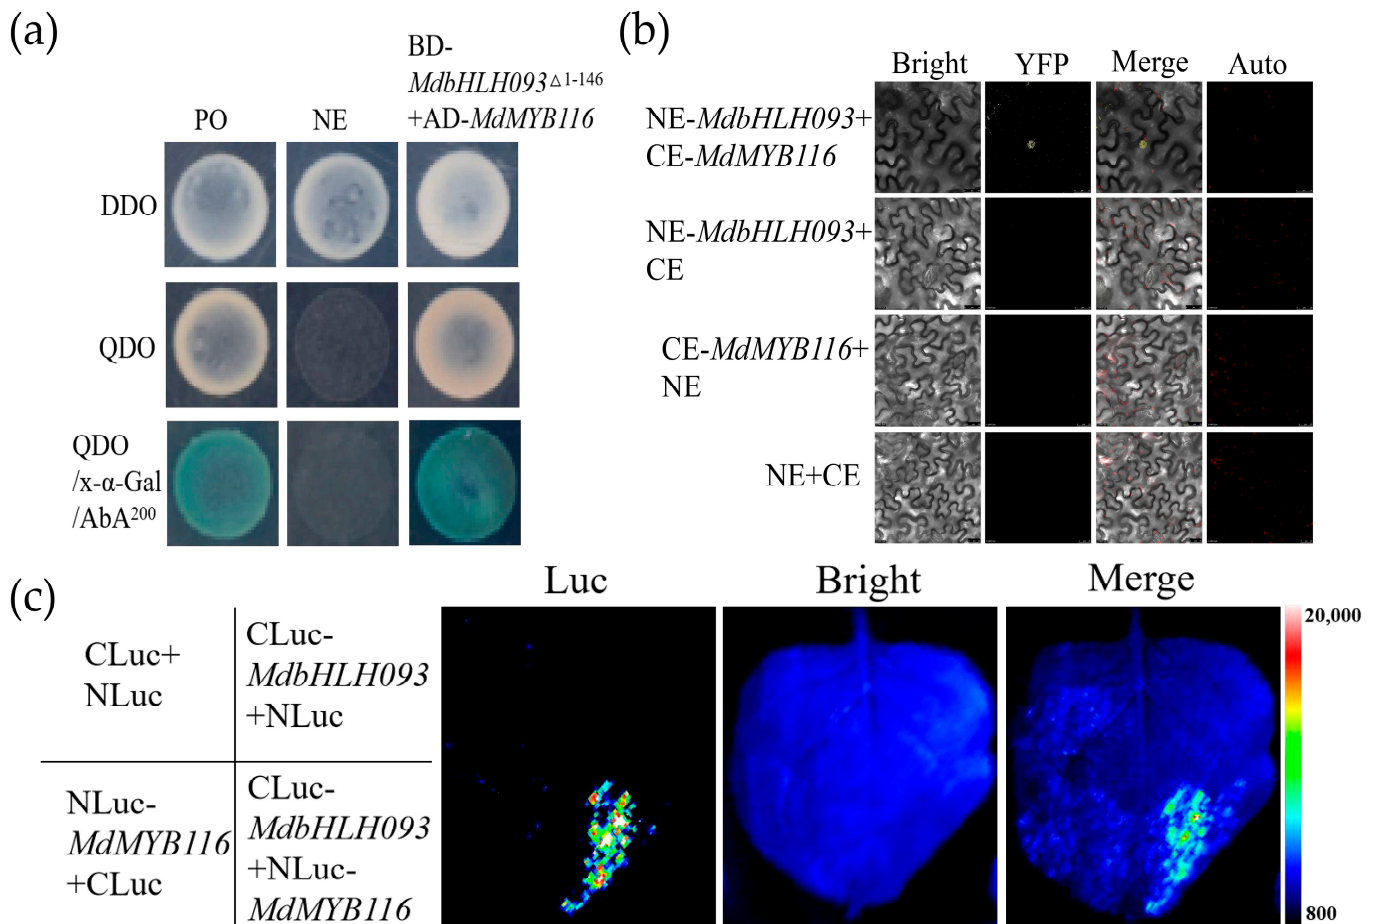 (a)
BD-
MdbHLH093△1-146
+AD-MdMYB116
PO
NE
DDO
QDO
QDO
/x-α-Gal
/AbA200
(b)
Bright
YFP
Merge
Auto
NE-MdbHLH093+
CE-MdMYB116
NE-MdbHLH093+
CE
CE-MdMYB116+
NE
NE+CE
(c)
Luc
Bright
Merge
CLuc+
NLuc
CLuc-
MdbHLH093
+NLuc
NLuc-
MdMYB116
+CLuc
CLuc-
MdbHLH093
+NLuc-
MdMYB116
20,000
800